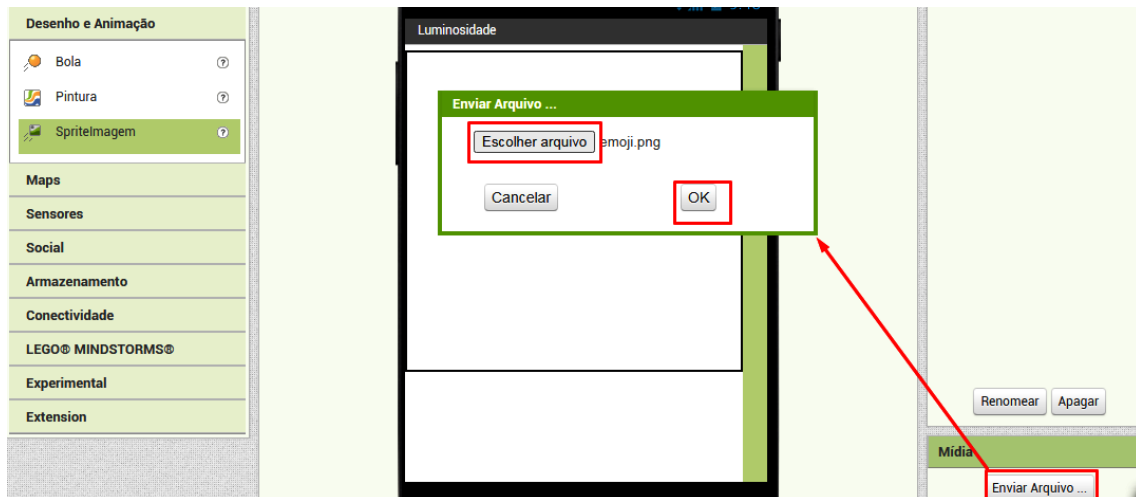 Desenho e Animação
Bola
Pintura
SpriteImagem
Maps
Sensores
Social
Armazenamento
Conectividade
LEGO® MINDSTORMS®
Experimental
Extension
Luminosidade
Enviar Arquivo ...
Escolher arquivo emoji.png
Cancelar OK
Renomear Apagar
Mídia
Enviar Arquivo ...